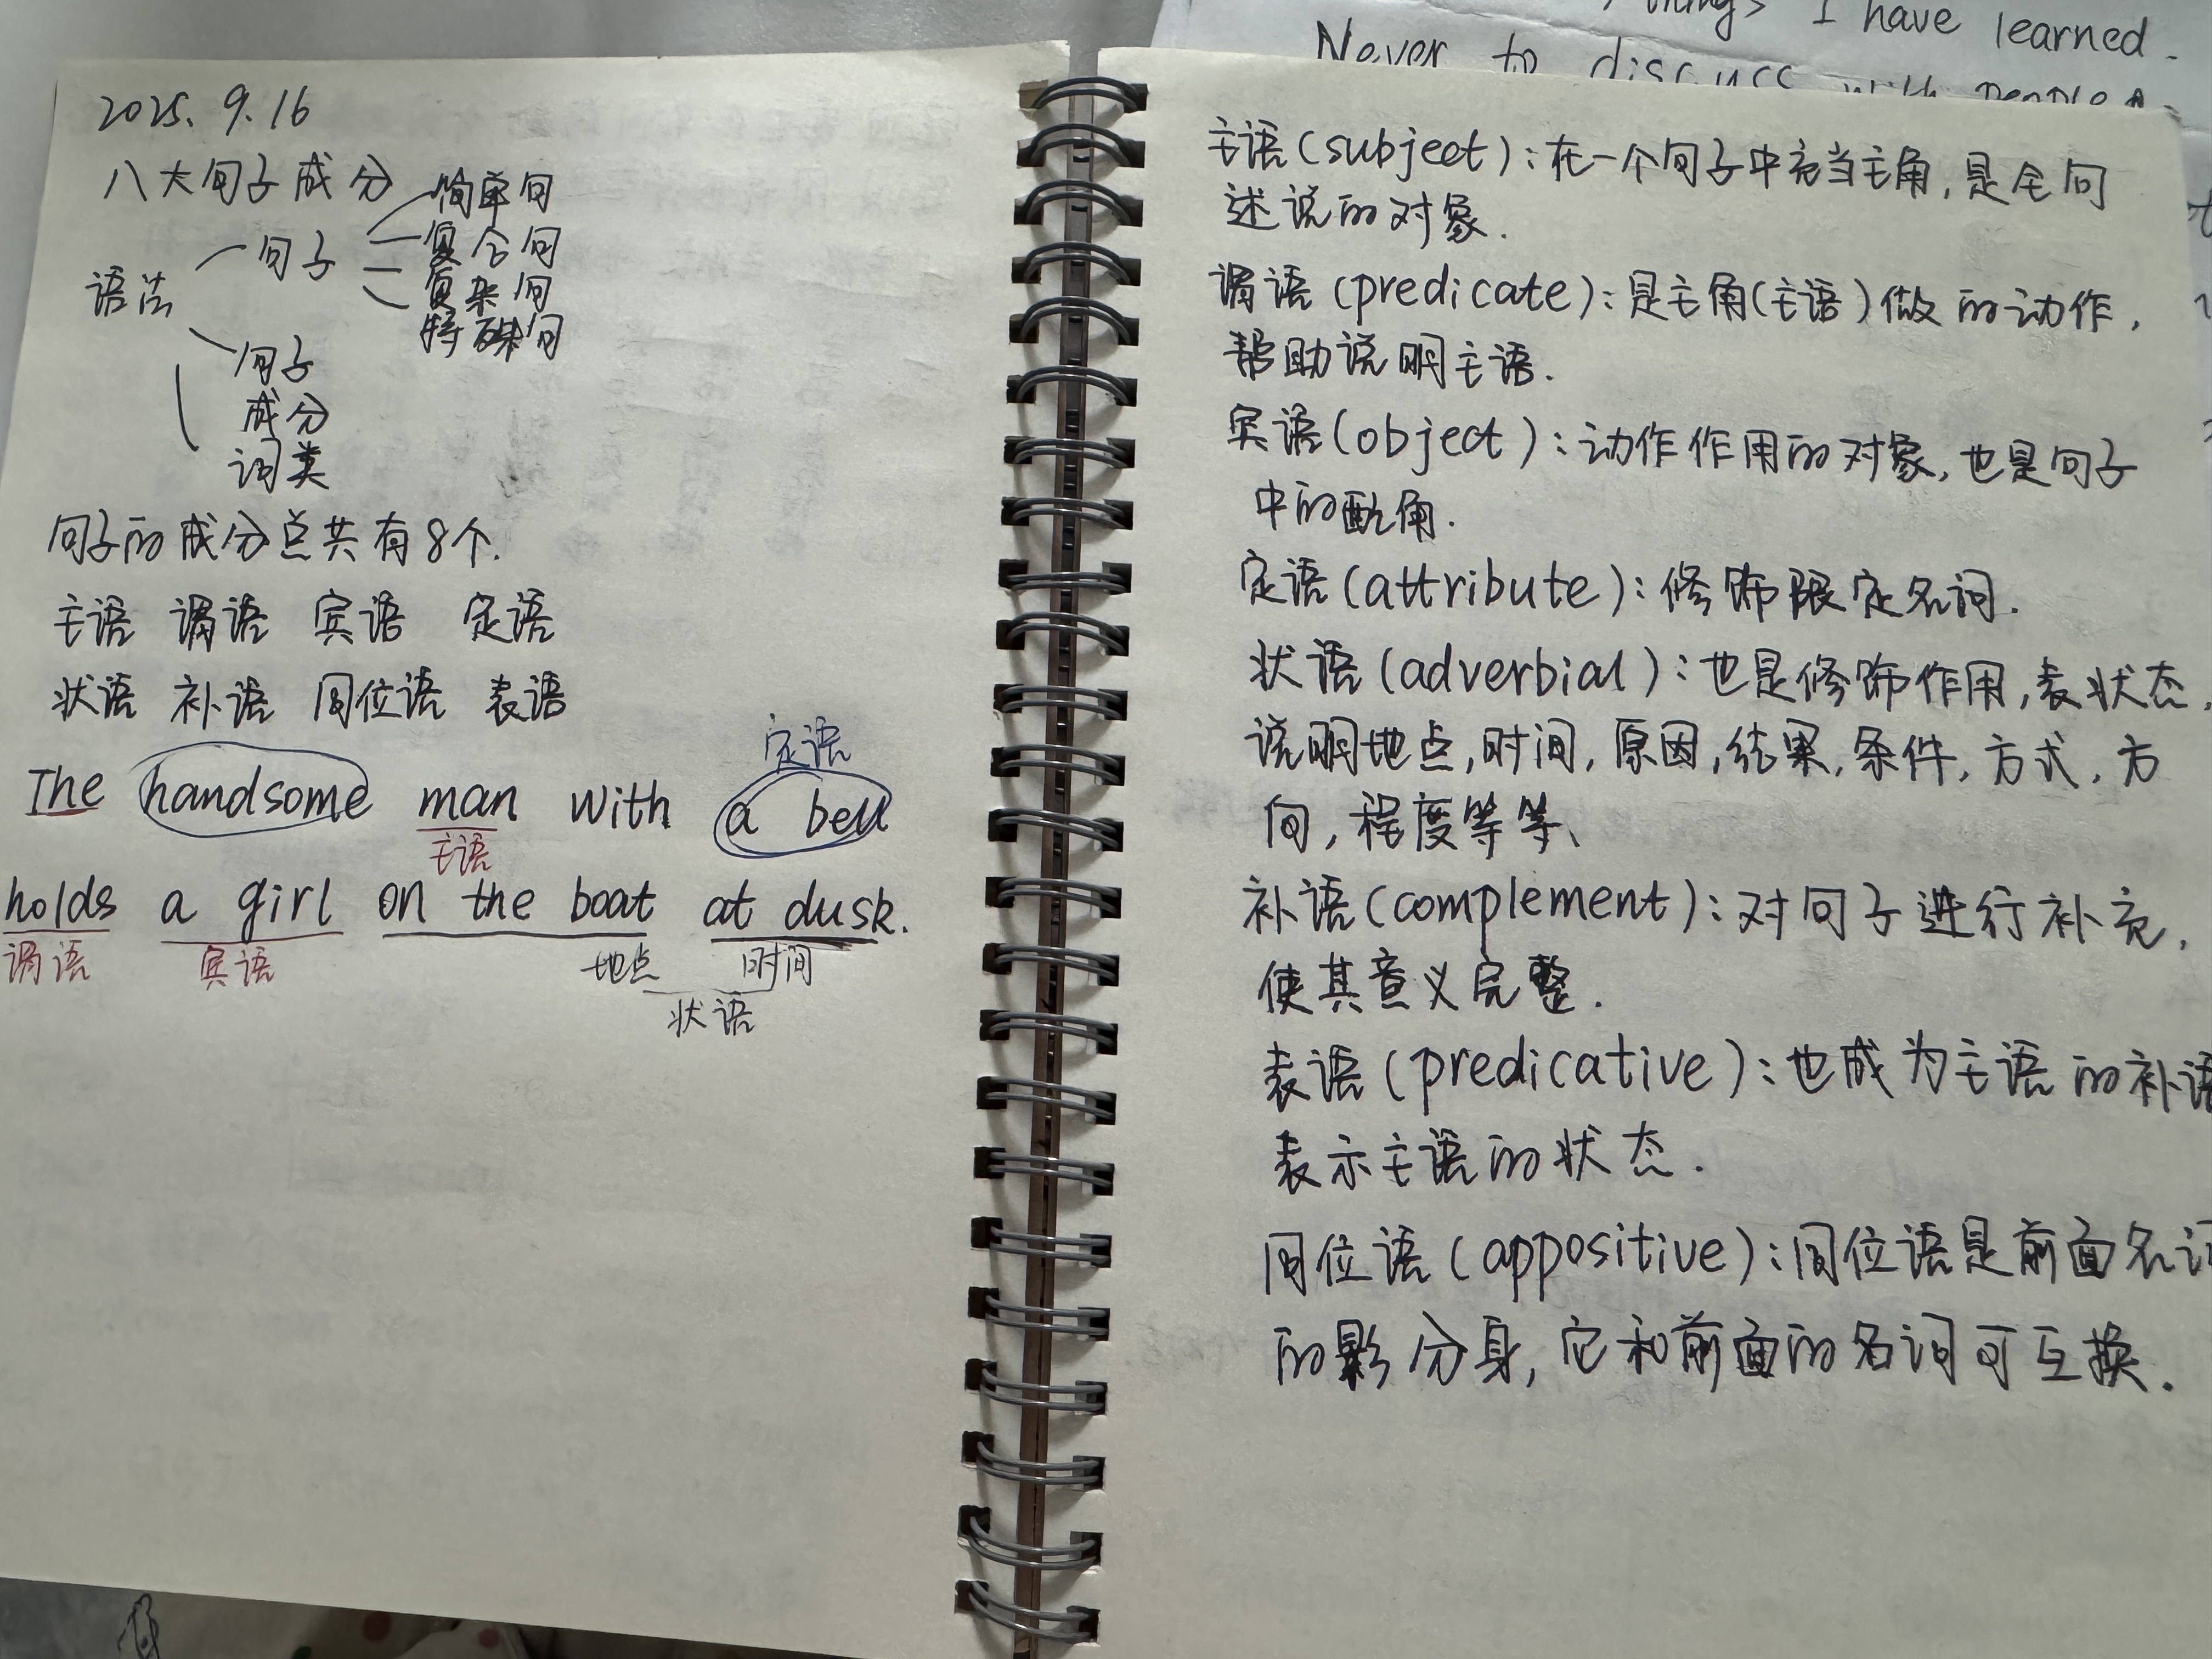 2025.9.16
八大句子成分
语法
句子
简单句
复合句
复杂句
特殊句
句子
成分
词类
句子的成分总共有8个.
主语 谓语 宾语 定语
状语 补语 同位语 表语
定语
The handsome man with a bell
主语
holds a girl on the boat at dusk.
谓语 宾语 地点 时间
状语
things I have learned.
Never to discuss with people
主语(subject):在一个句子中充当主角,是全句
述说的对象.
谓语(predicate):是主角(主语)做的动作,
帮助说明主语.
宾语(object):动作作用的对象,也是句子
中的配角.
定语(attribute):修饰限定名词.
状语(adverbial):也是修饰作用,表状态,
说明地点,时间,原因,结果,条件,方式,方
向,程度等等、
补语(complement):对句子进行补充,
使其意义完整.
表语(predicative):也成为主语的补语
表示主语的状态.
同位语(appositive):同位语是前面名词
的影分身,它和前面的名词可互换.